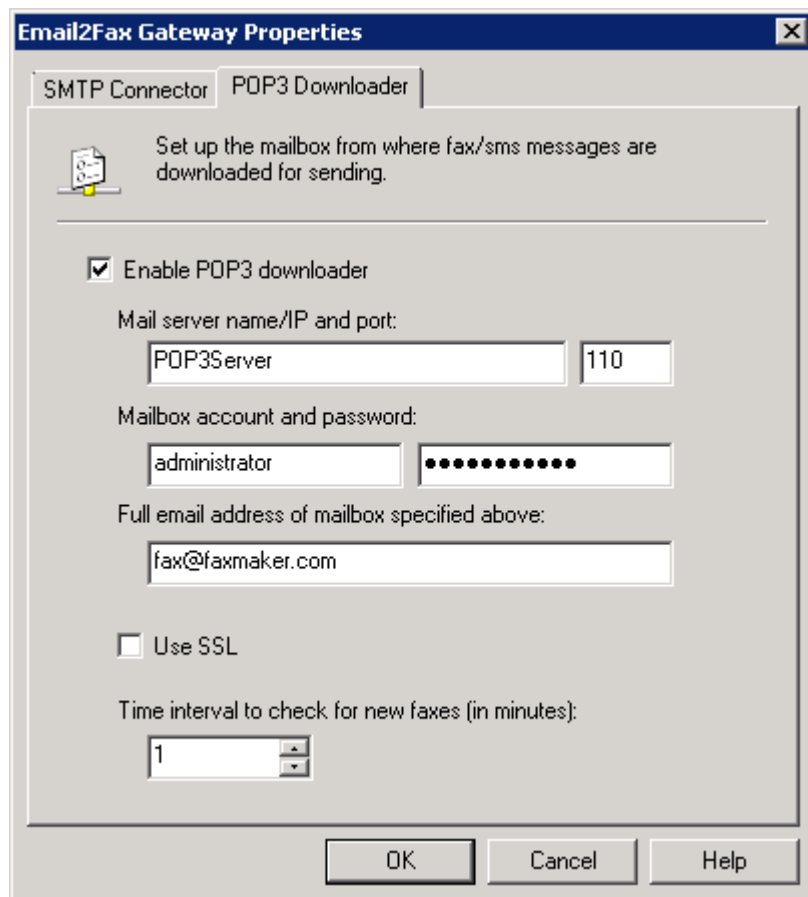 Email2Fax Gateway Properties
SMTP Connector POP3 Downloader
Set up the mailbox from where fax/sms messages are
downloaded for sending.
Enable POP3 downloader
Mail server name/IP and port:
POP3Server 110
Mailbox account and password:
administrator ●●●●●●●●●●●
Full email address of mailbox specified above:
fax@faxmaker.com
Use SSL
Time interval to check for new faxes (in minutes):
1
OK Cancel Help